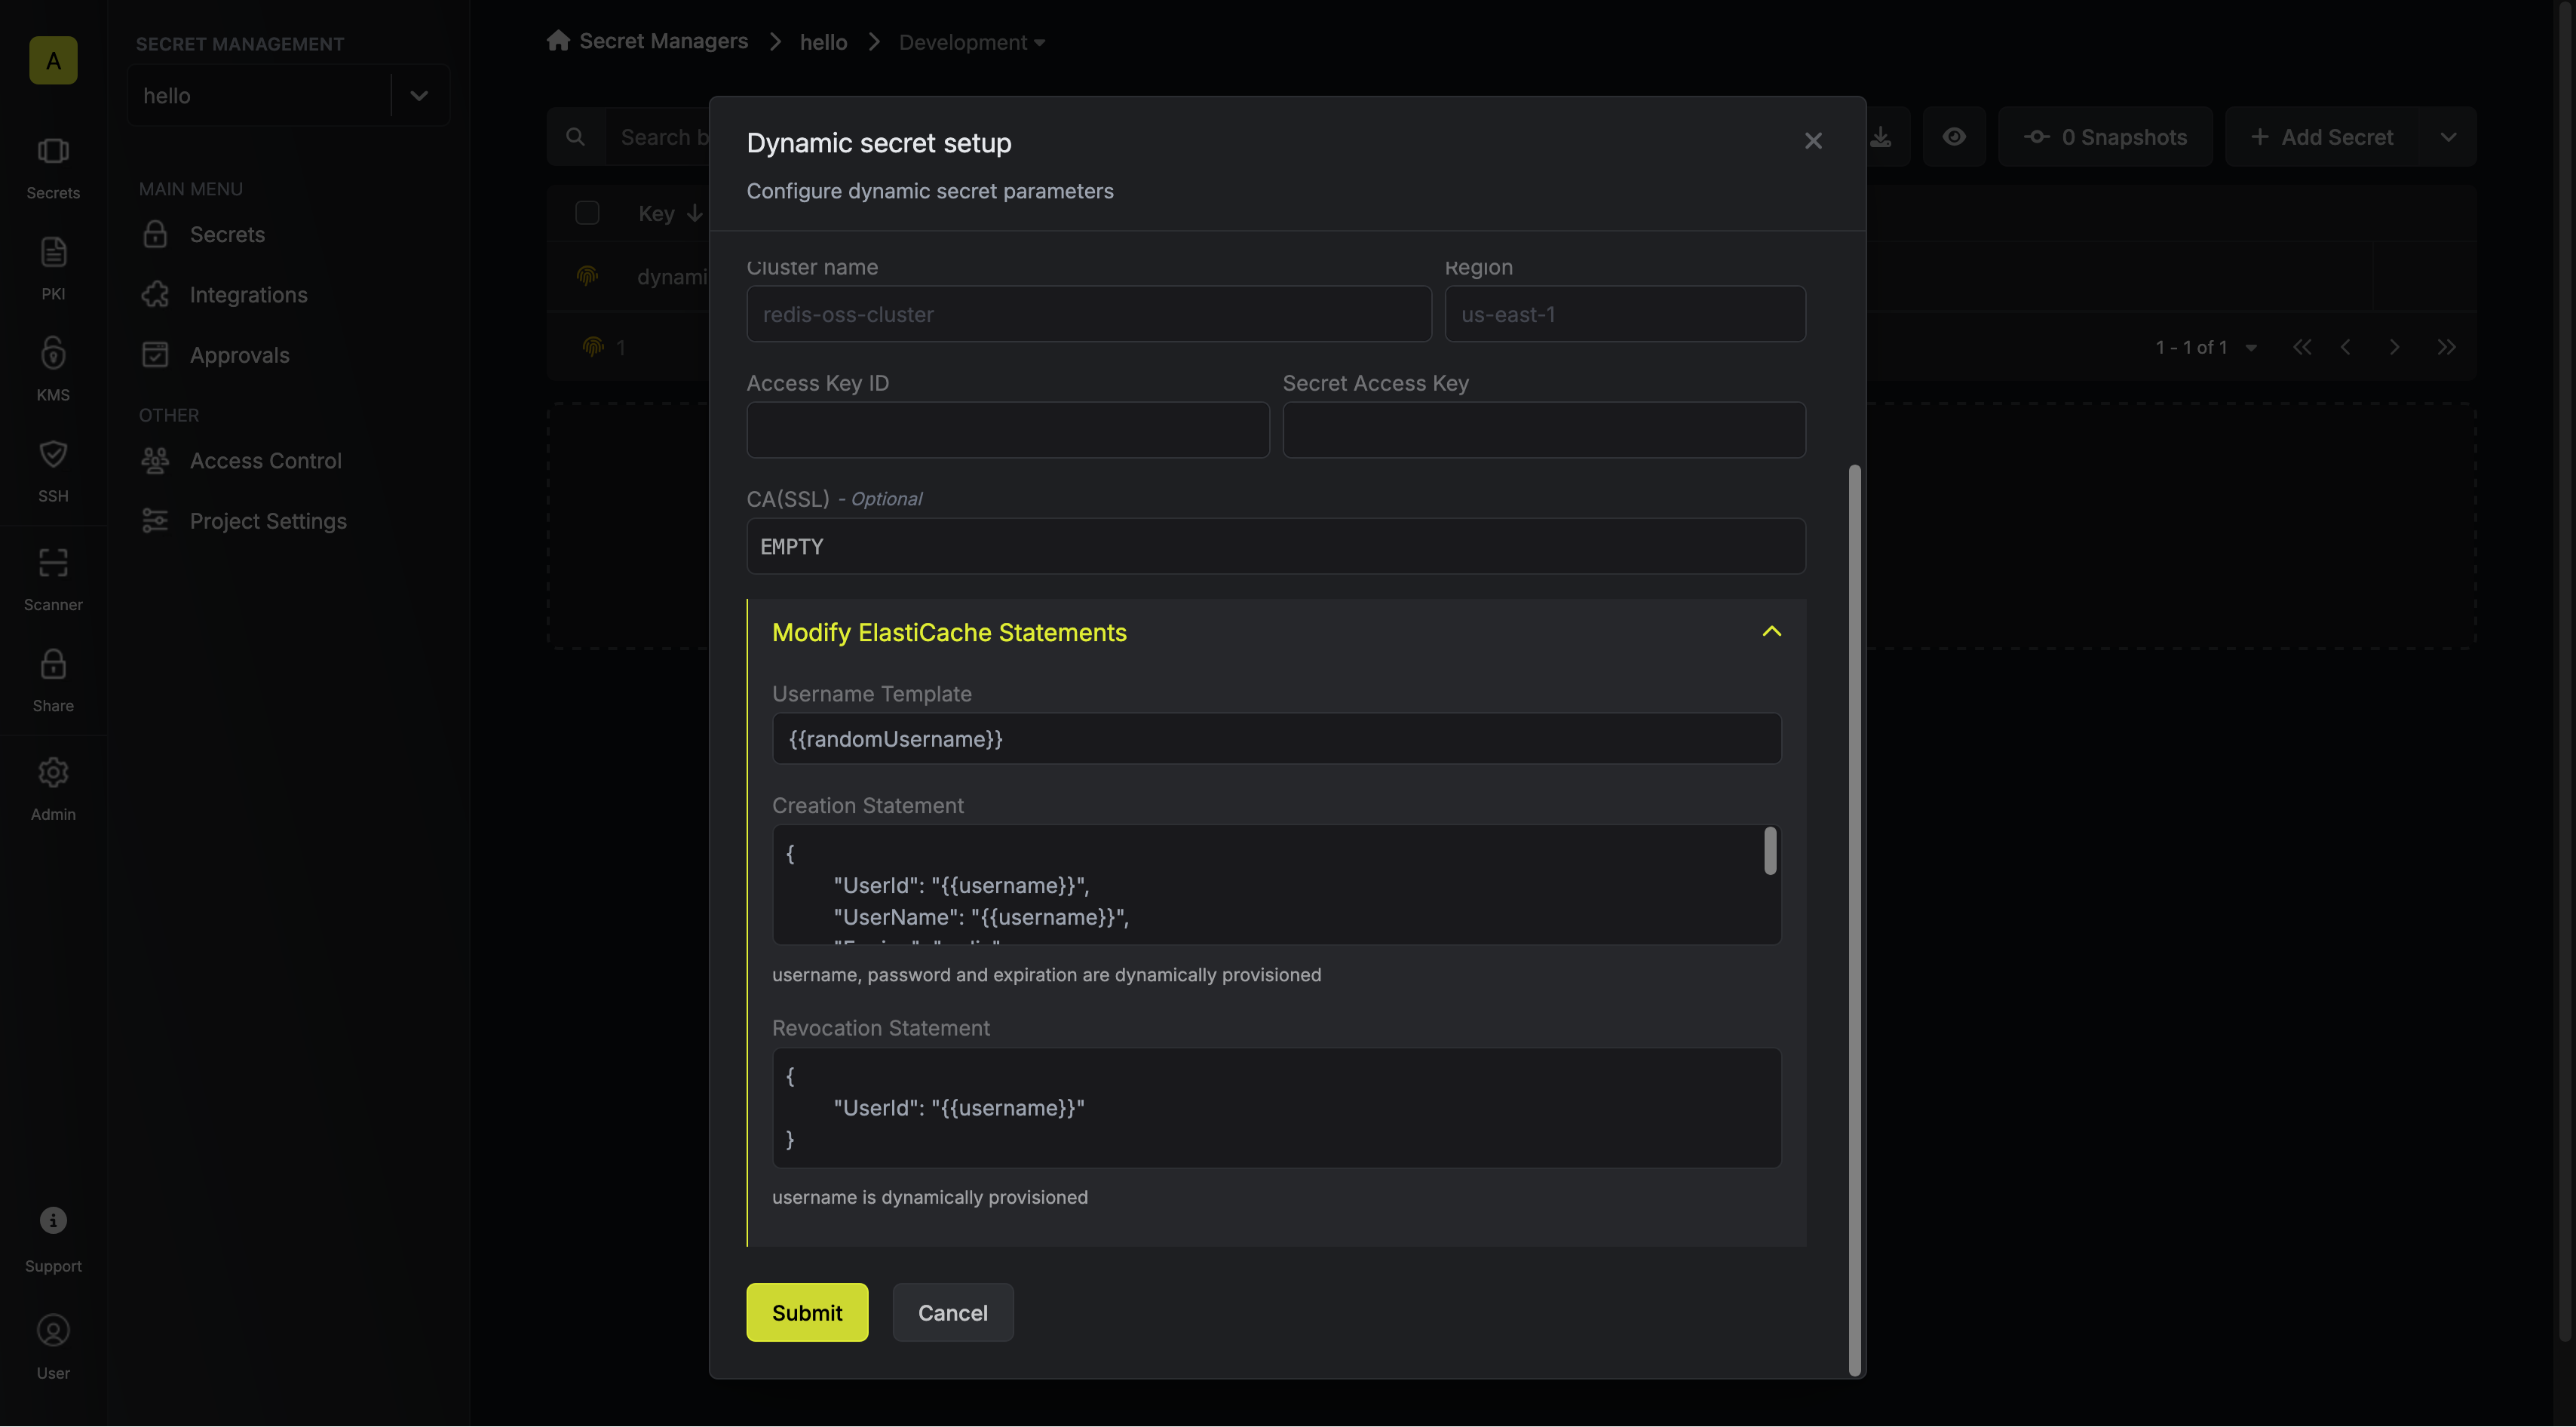 A
Secrets
PKI
KMS
SSH
Scanner
Share
Admin
Support
User
SECRET MANAGEMENT
hello
MAIN MENU
Secrets
Integrations
Approvals
OTHER
Access Control
Project Settings
Secret Managers
hello
Development
Search b
0 Snapshots
Add Secret
Key
dynami
1
1 - 1 of 1
Dynamic secret setup
Configure dynamic secret parameters
Cluster name
Region
redis-oss-cluster
us-east-1
Access Key ID
Secret Access Key
CA(SSL) - Optional
EMPTY
Modify ElastiCache Statements
Username Template
{{randomUsername}}
Creation Statement
{
"UserId": "{{username}}",
"UserName": "{{username}}",
username, password and expiration are dynamically provisioned
Revocation Statement
{
"UserId": "{{username}}"
}
username is dynamically provisioned
Submit
Cancel